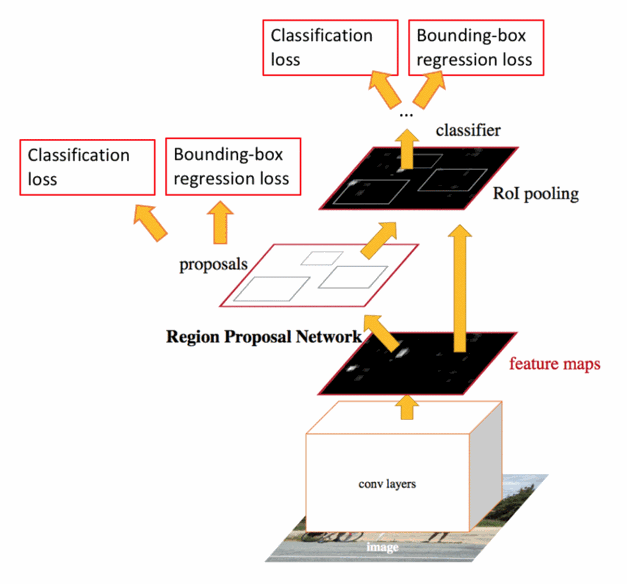 Classification
loss
Bounding-box
regression loss
...
classifier
Classification
loss
Bounding-box
regression loss
RoI pooling
proposals
Region Proposal Network
feature maps
conv layers
image